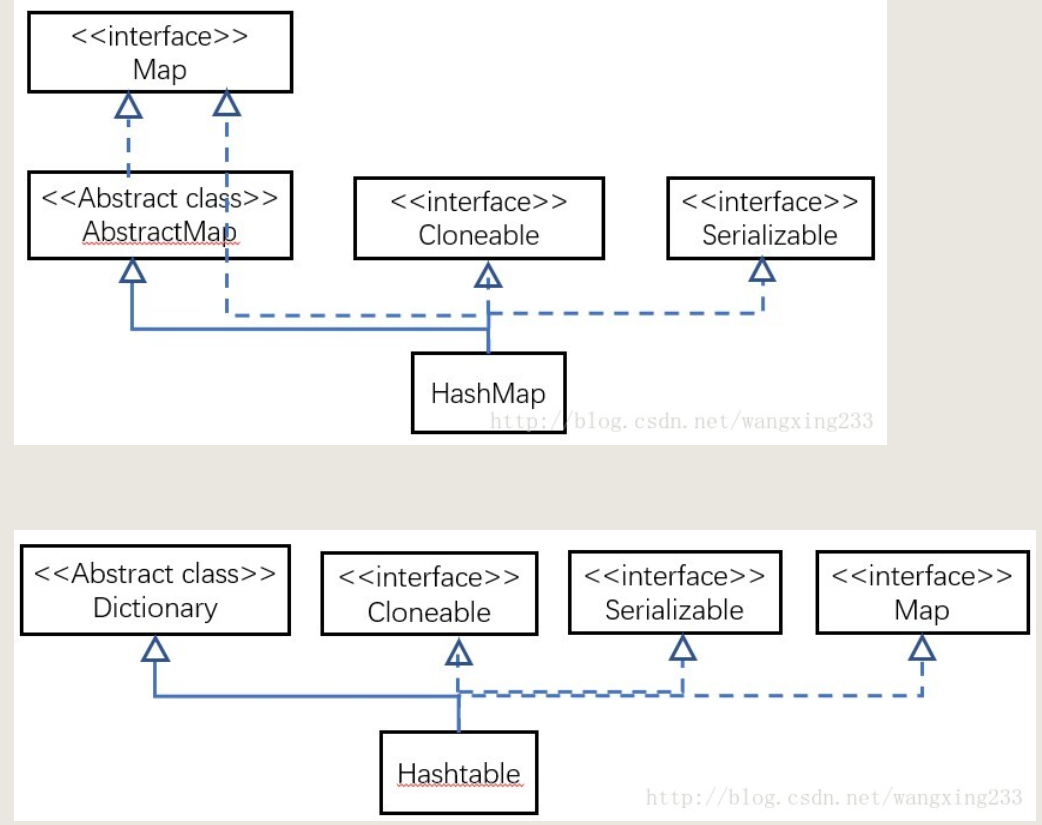 <<interface>>
Map
<<Abstract class>>
AbstractMap
<<interface>>
Cloneable
<<interface>>
Serializable
HashMap
http://blog.csdn.net/wangxing233
<<Abstract class>>
Dictionary
<<interface>>
Cloneable
<<interface>>
Serializable
<<interface>>
Map
Hashtable
http://blog.csdn.net/wangxing233